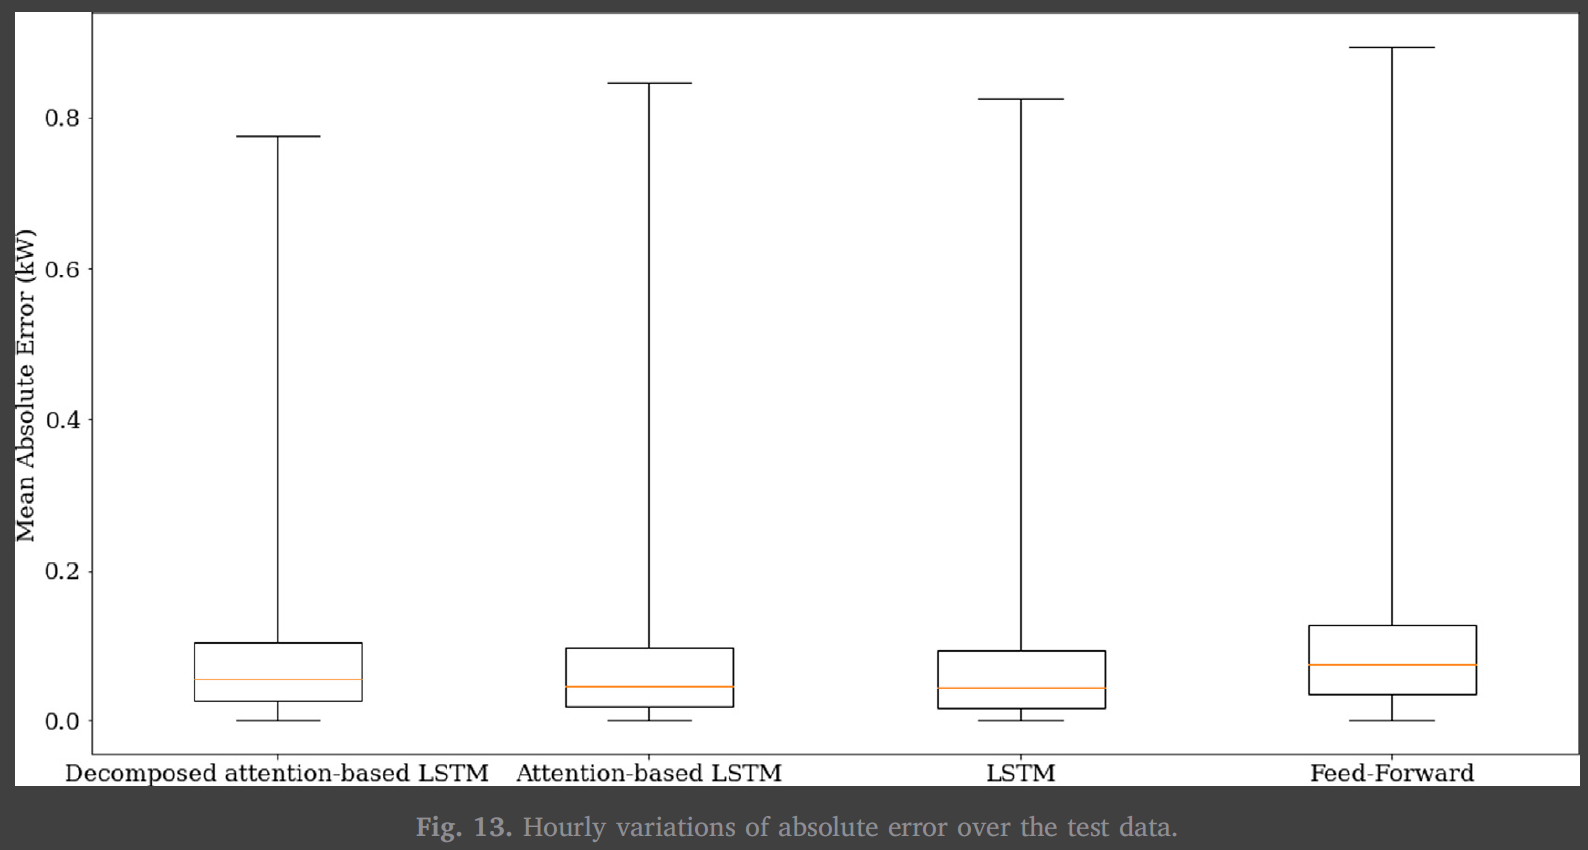 Mean Absolute Error (kW)
0.8
0.6
0.4
0.2
0.0
Decomposed attention-based LSTM Attention-based LSTM LSTM Feed-Forward
Fig. 13. Hourly variations of absolute error over the test data.